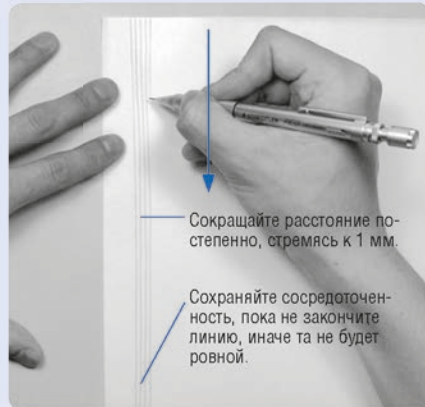 Сокращайте расстояние по-
степенно, стремясь к 1 мм.
Сохраняйте сосредоточен-
ность, пока не закончите
линию, иначе та не будет
ровной.